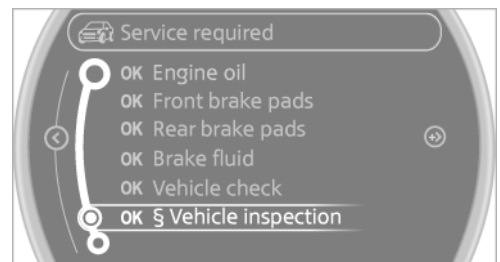 Service required
OK Engine oil
OK Front brake pads
OK Rear brake pads
OK Brake fluid
OK Vehicle check
OK § Vehicle inspection